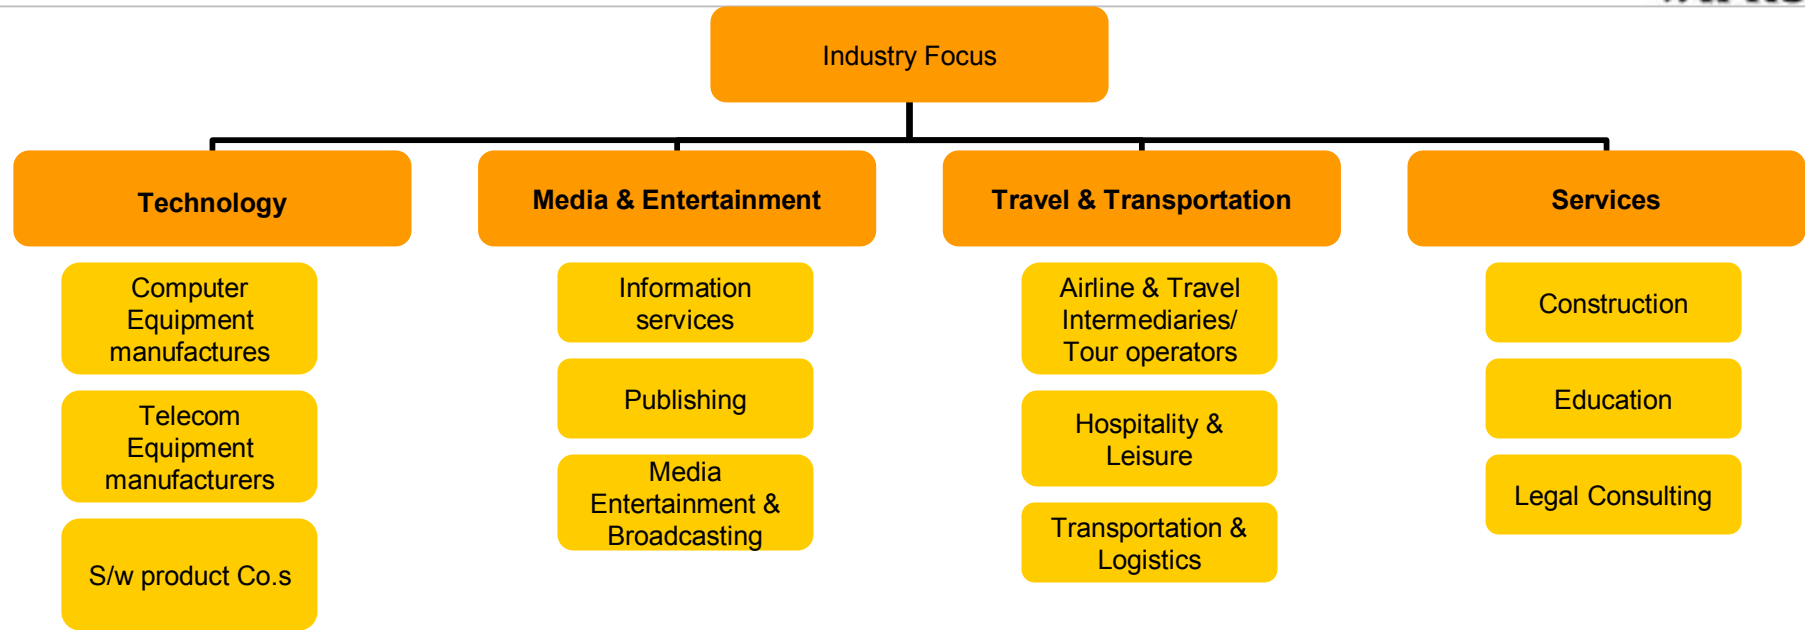 Industry Focus
Technology
Media & Entertainment
Travel & Transportation
Services
Computer
Equipment
manufactures
Telecom
Equipment
manufacturers
S/w product Co.s
Information
services
Publishing
Media
Entertainment &
Broadcasting
Airline & Travel
Intermediaries/
Tour operators
Hospitality &
Leisure
Transportation &
Logistics
Construction
Education
Legal Consulting